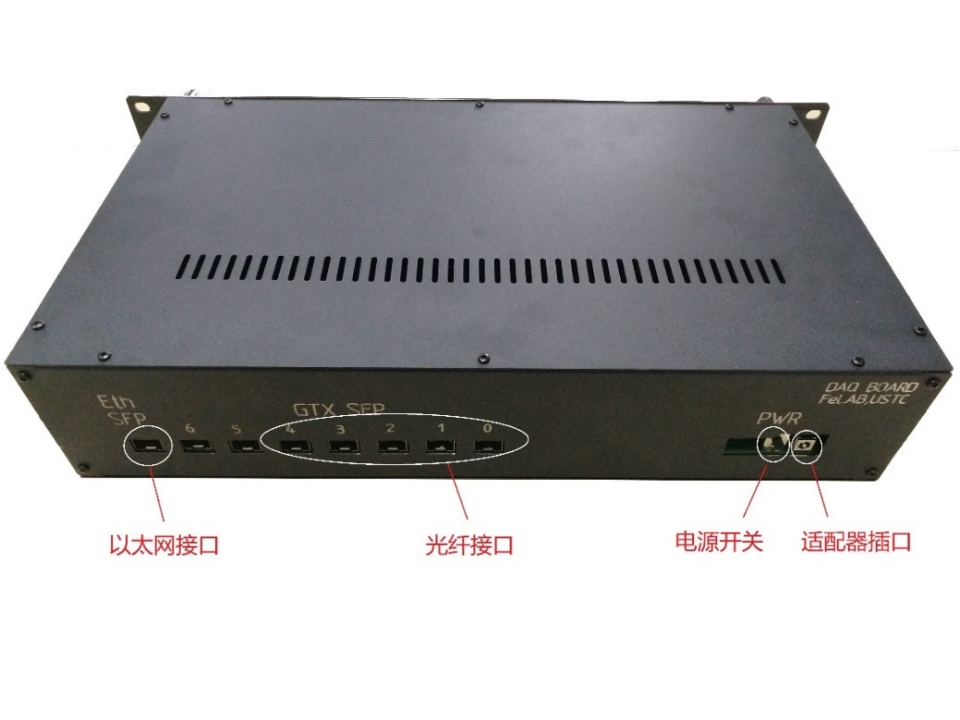 Eth
SFP
GTX SFP
6 5 4 3 2 1 0
PWR
DAQ BOARD
FeLAB,USTC
以太网接口
光纤接口
电源开关
适配器插口